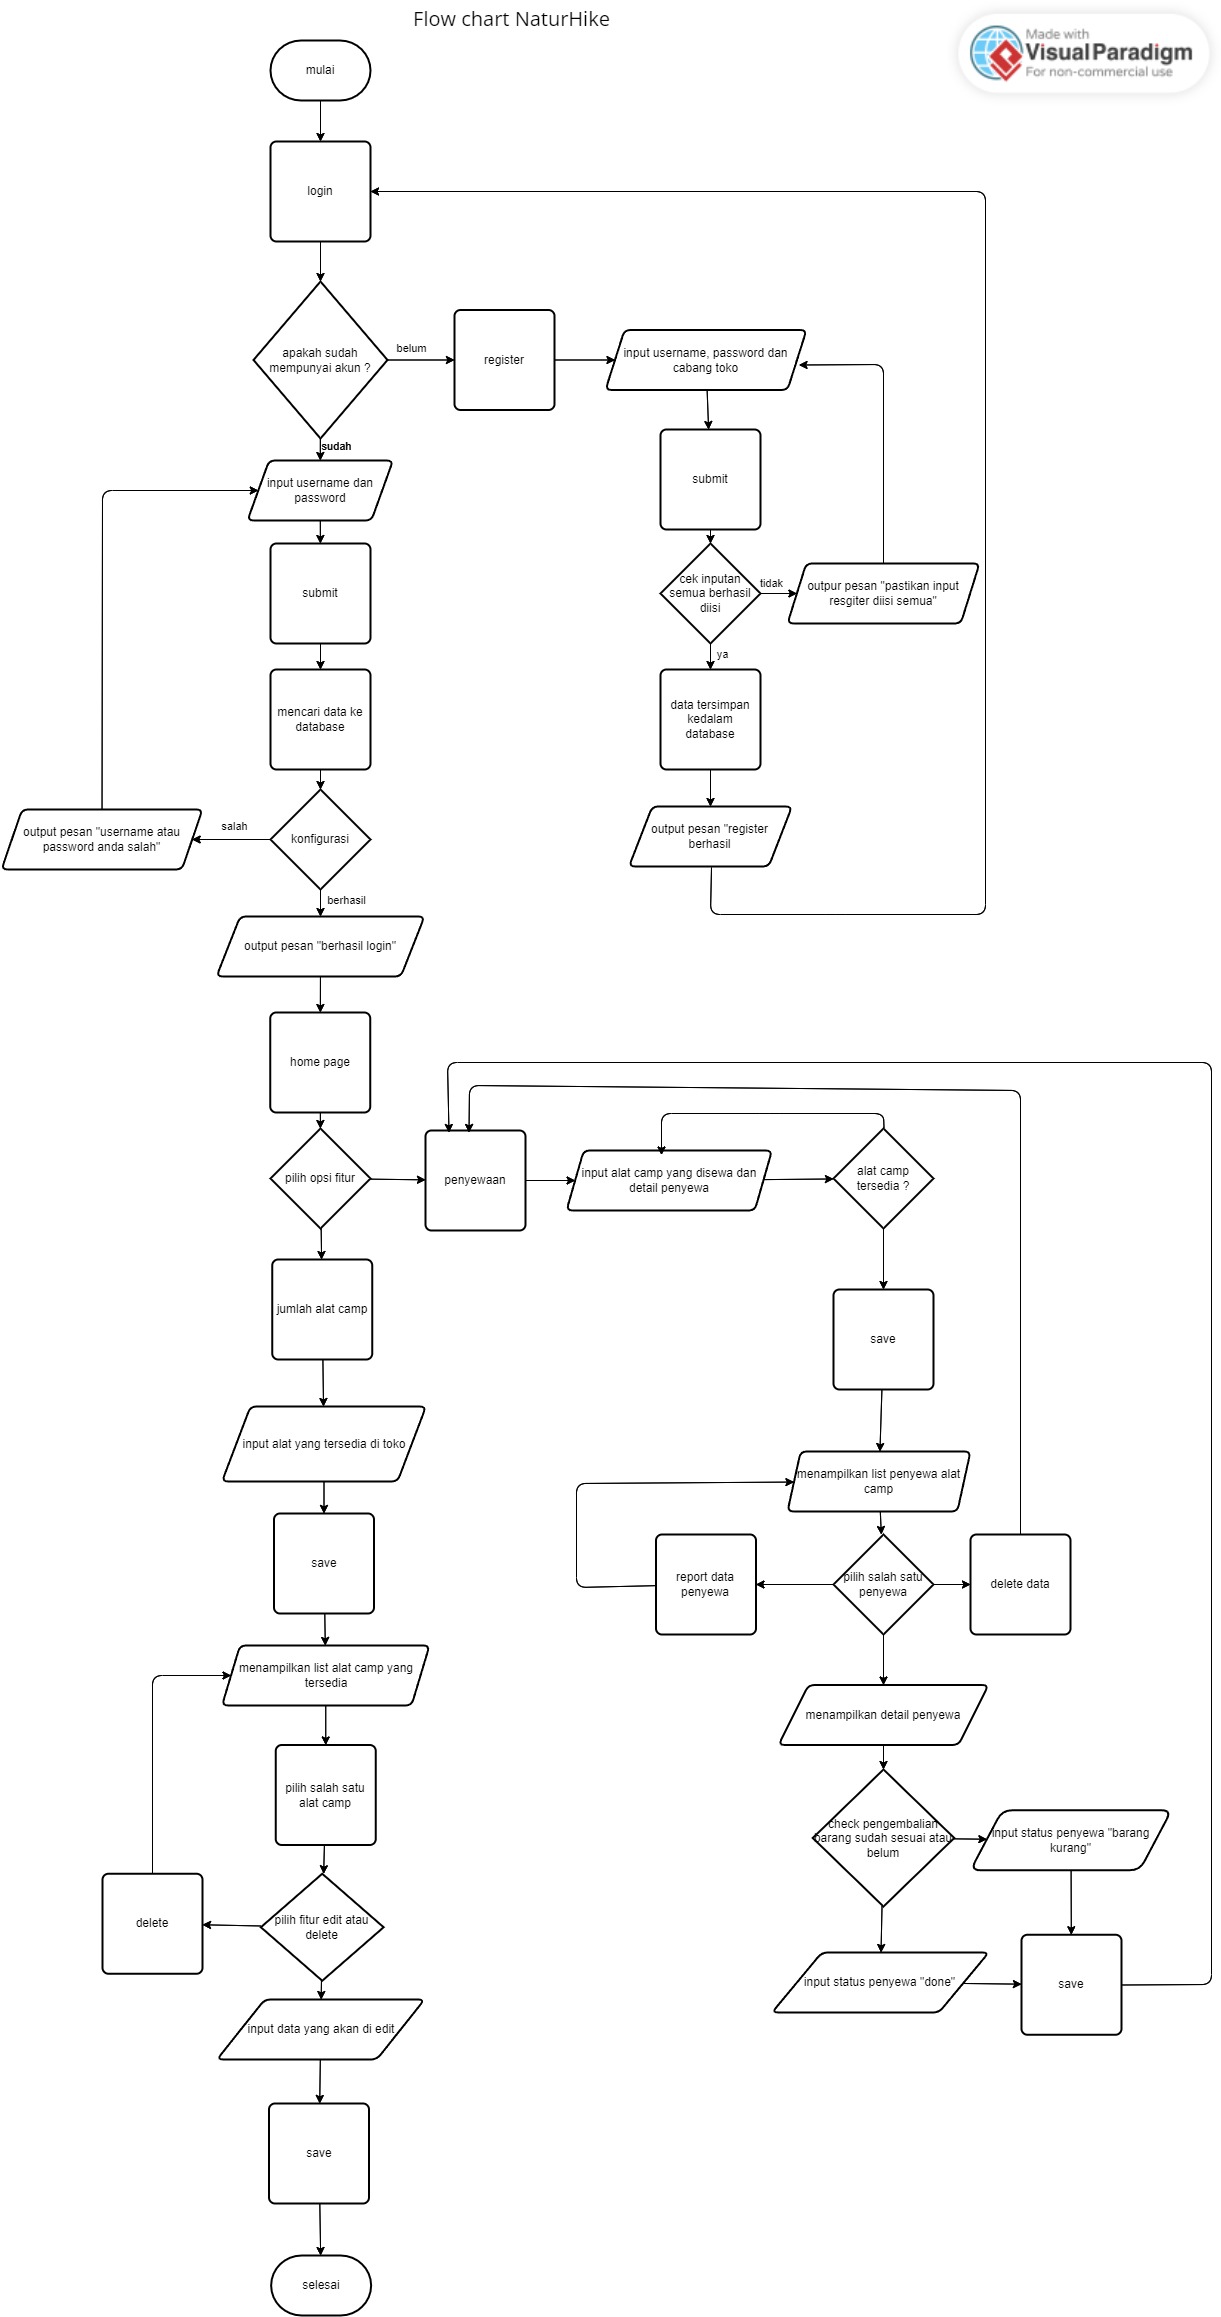 Flow chart NaturHike
Made with
VisualParadigm
For non-commercial use
mulai
login
apakah sudah
mempunyai akun ?
belum
register
input username, password dan
cabang toko
sudah
input username dan
password
submit
submit
cek inputan
semua berhasil
diisi
tidak
outpur pesan "pastikan input
resgiter diisi semua"
ya
mencari data ke
database
data tersimpan
kedalam
database
konfigurasi
salah
output pesan "username atau
password anda salah"
output pesan "register
berhasil
berhasil
output pesan "berhasil login"
home page
pilih opsi fitur
penyewaan
input alat camp yang disewa dan
detail penyewa
alat camp
tersedia ?
jumlah alat camp
save
input alat yang tersedia di toko
menampilkan list penyewa alat
camp
save
report data
penyewa
pilih salah satu
penyewa
delete data
menampilkan list alat camp yang
tersedia
menampilkan detail penyewa
pilih salah satu
alat camp
check pengembalian
barang sudah sesuai atau
belum
input status penyewa "barang
kurang"
delete
pilih fitur edit atau
delete
input status penyewa "done"
save
input data yang akan di edit
save
selesai